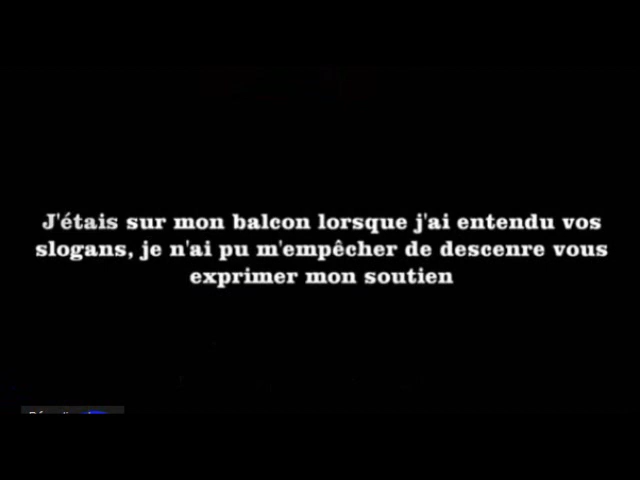 J'étais sur mon balcon lorsque j'ai entendu vos
slogans, je n'ai pu m'empêcher de descenre vous
exprimer mon soutien